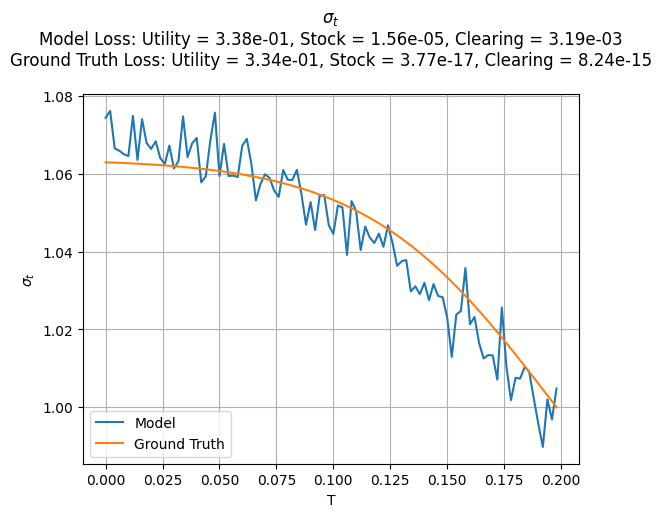 σt
Model Loss: Utility = 3.38e-01, Stock = 1.56e-05, Clearing = 3.19e-03
Ground Truth Loss: Utility = 3.34e-01, Stock = 3.77e-17, Clearing = 8.24e-15
1.08
1.06
1.04
1.02
1.00
σt
Model
Ground Truth
0.000 0.025 0.050 0.075 0.100 0.125 0.150 0.175 0.200
T